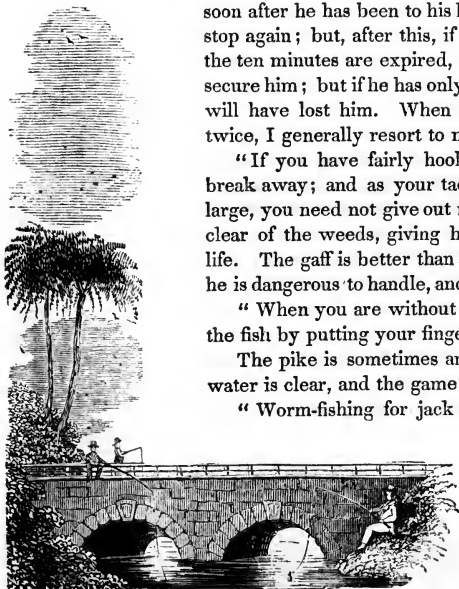 soon after he has been to his
stop again; but, after this, if
the ten minutes are expired,
secure him; but if he has only
will have lost him. When
twice, I generally resort to
"If you have fairly
break away; and as your
large, you need not give out
clear of the weeds, giving
life. The gaff is better than
he is dangerous to handle, and
" When you are without
the fish by putting your
The pike is sometimes
water is clear, and the game
" Worm-fishing for jack